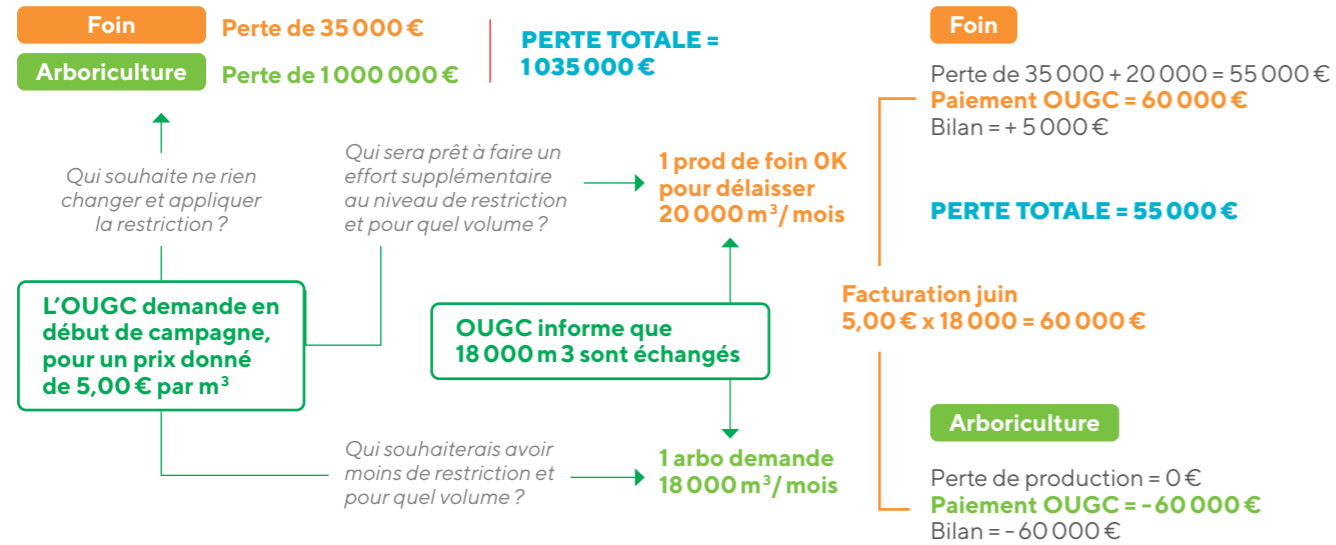 Foin
Perte de 35 000 €
Arboriculture
Perte de 1 000 000 €
PERTE TOTALE =
1 035 000 €
Qui souhaite ne rien
changer et appliquer
la restriction ?
Qui sera prêt à faire un
effort supplémentaire
au niveau de restriction
et pour quel volume ?
1 prod de foin OK
pour délaisser
20 000 m³/ mois
L’OUGC demande en
début de campagne,
pour un prix donné
de 5,00 € par m³
OUGC informe que
18 000 m 3 sont échangés
Qui souhaiterais avoir
moins de restriction et
pour quel volume ?
1 arbo demande
18 000 m³/ mois
Foin
Perte de 35 000 + 20 000 = 55 000 €
Paiement OUGC = 60 000 €
Bilan = + 5 000 €
PERTE TOTALE = 55 000 €
Facturation juin
5,00 € x 18 000 = 60 000 €
Arboriculture
Perte de production = 0 €
Paiement OUGC = - 60 000 €
Bilan = - 60 000 €